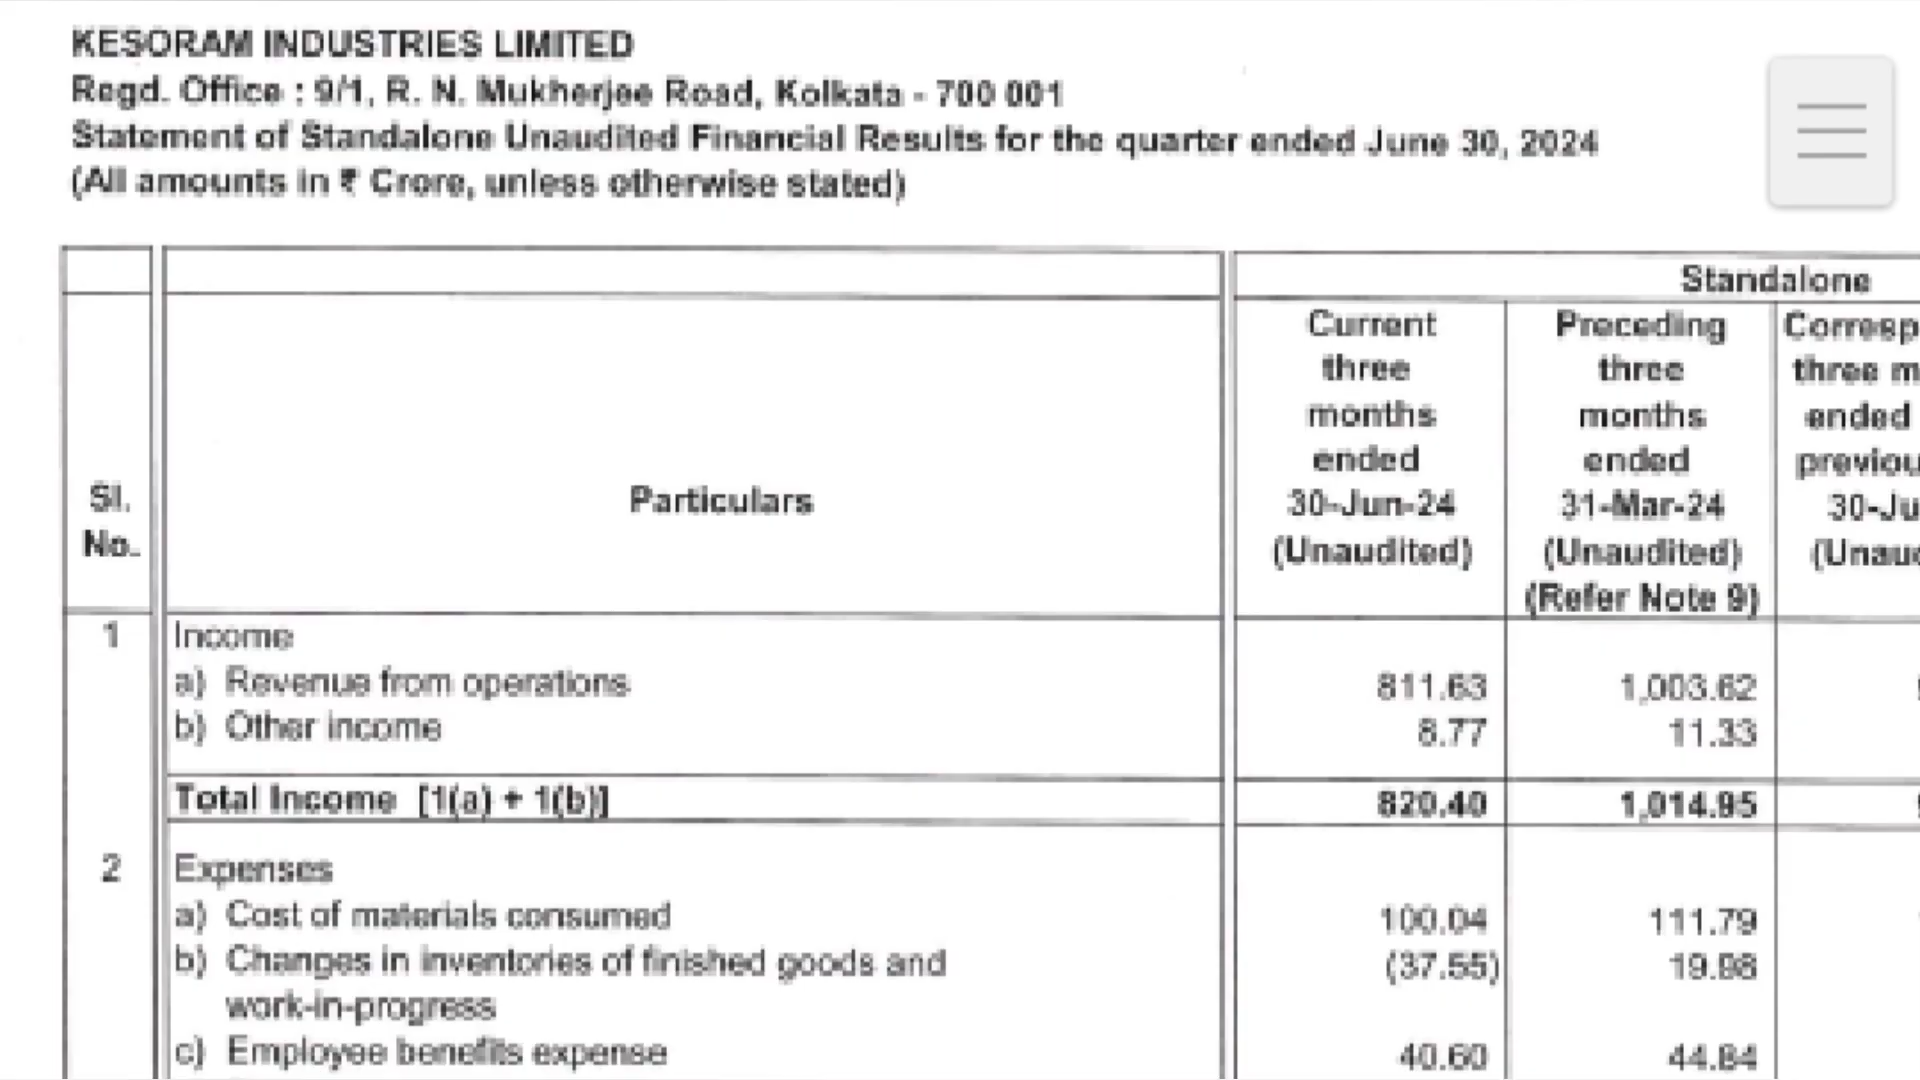 KESORAM INDUSTRIES LIMITED
Regd. Office : 9/1, R. N. Mukherjee Road, Kolkata - 700 001
Statement of Standalone Unaudited Financial Results for the quarter ended June 30, 2024
(All amounts in ₹ Crore, unless otherwise stated)
Standalone
Sl. No. Particulars
Current three months ended 30-Jun-24 (Unaudited)
Preceding three months ended 31-Mar-24 (Unaudited) (Refer Note 9)
three
ended
1 Income
a) Revenue from operations 811.63 1,003.62
b) Other income 8.77 11.33
Total Income [1(a) + 1(b)] 820.40 1,014.95
2 Expenses
a) Cost of materials consumed 100.04 111.79
b) Changes in inventories of finished goods and (37.55) 19.98
work-in-progress
c) Employee benefits expense 40.60 44.84